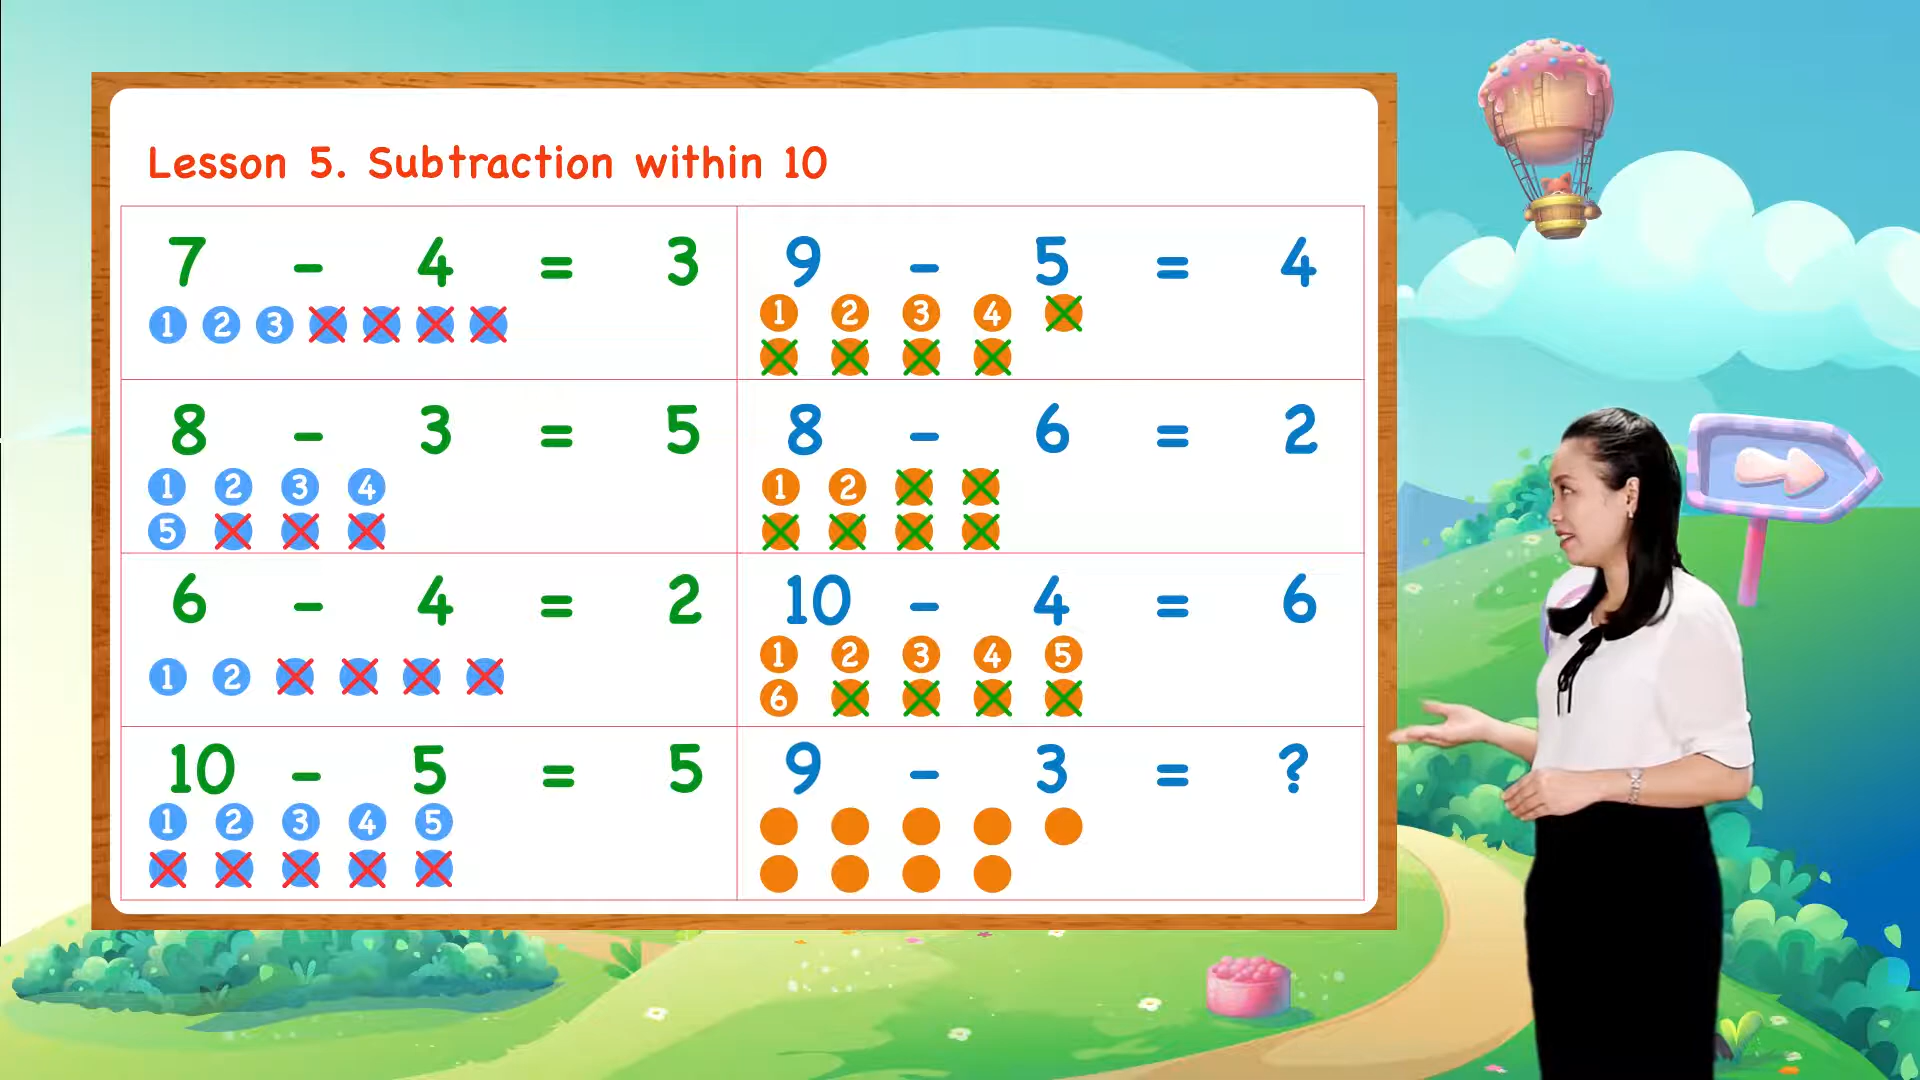 Lesson 5. Subtraction within 10
7 - 4 = 3
1 2 3
9 - 5 = 4
1 2 3 4
8 - 3 = 5
1 2 3 4
5
8 - 6 = 2
1 2
6 - 4 = 2
1 2
10 - 4 = 6
1 2 3 4 5
6
10 - 5 = 5
1 2 3 4 5
9 - 3 = ?